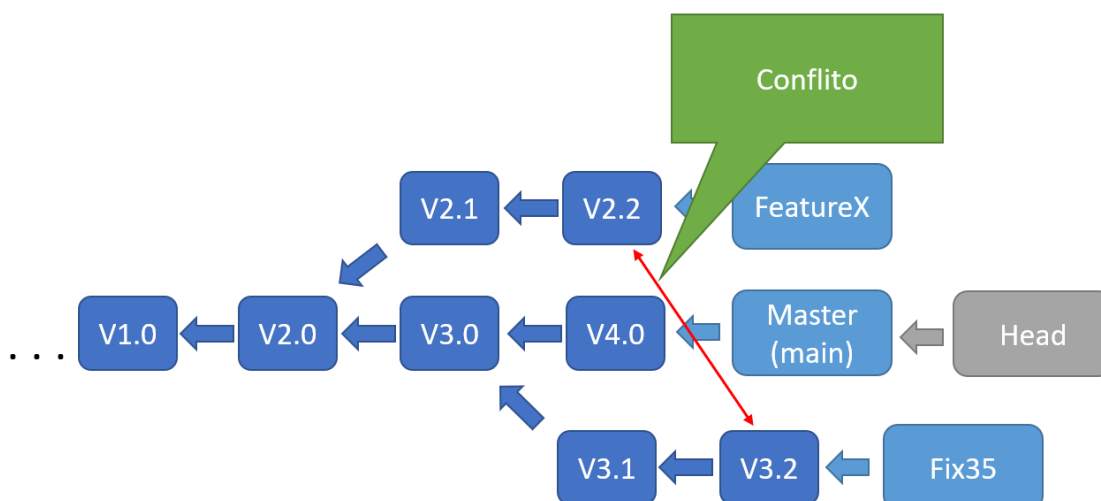 Conflito
V2.1
V2.2
FeatureX
. . .
V1.0
V2.0
V3.0
V4.0
Master
(main)
Head
V3.1
V3.2
Fix35